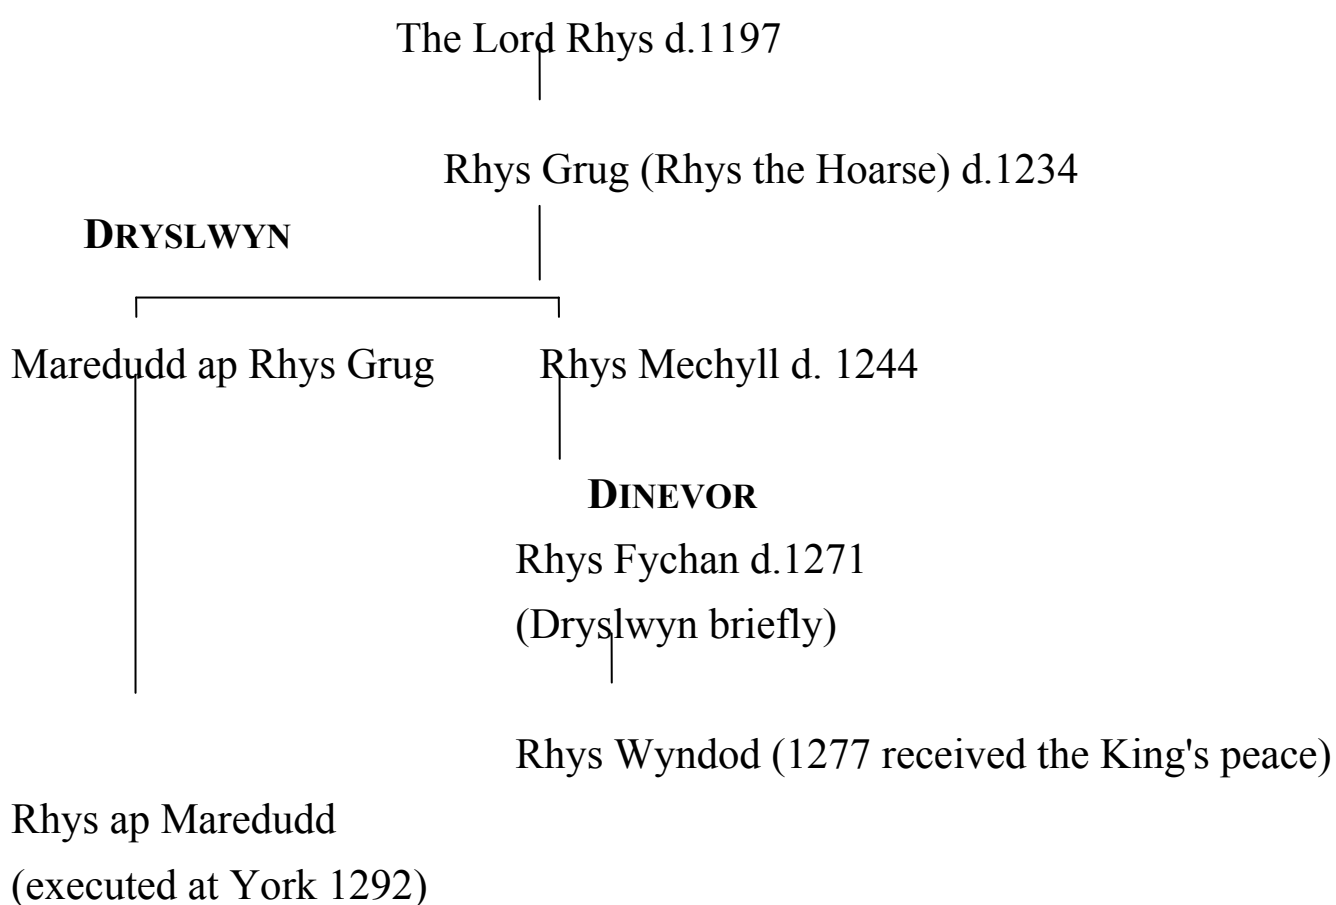 The Lord Rhys d.1197
Rhys Grug (Rhys the Hoarse) d.1234
DRYSLWYN
Maredudd ap Rhys Grug Rhys Mechyll d. 1244
DINEVOR
Rhys Fychan d.1271
(Dryslwyn briefly)
Rhys Wyndod (1277 received the King's peace)
Rhys ap Maredudd
(executed at York 1292)